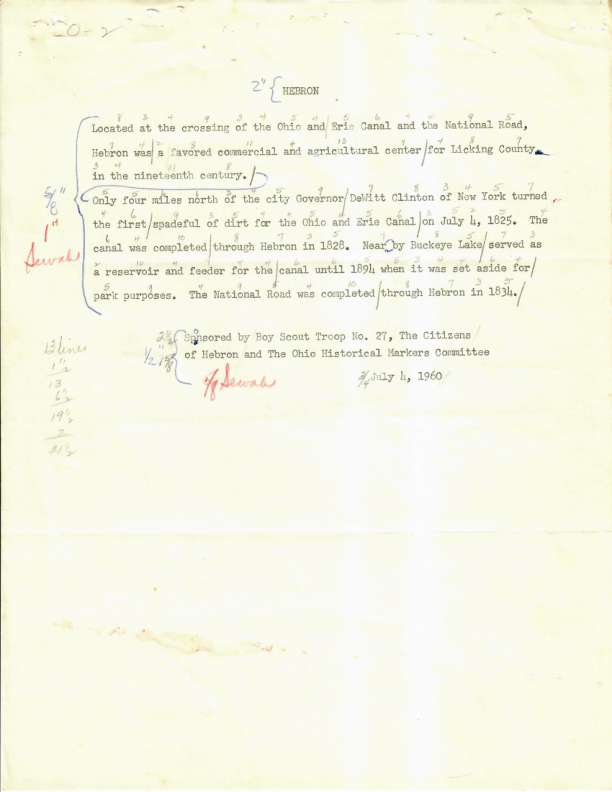 O-2
2" { HEBRON
Located at the crossing of the Ohio and/Erie Canal and the National Road,
Hebron was/a favored commercial and agricultural center/for Licking County
in the nineteenth century./
Only four miles north of the city Governor/DeWitt Clinton of New York turned
the first/spadeful of dirt for the Ohio and Erie Canal/on July 4, 1825. The
canal was completed/through Hebron in 1828. Near by Buckeye Lake/served as
a reservoir and feeder for the/canal until 1894 when it was set aside for/
park purposes. The National Road was completed/through Hebron in 1834./
5/8"
1"
Sewah
Sponsored by Boy Scout Troop No. 27, The Citizens/
of Hebron and The Ohio Historical Markers Committee
July 4, 1960
Sewah
1/2"
13 lines
1 1/2
13
6 1/2
19 1/2
2
21 1/2